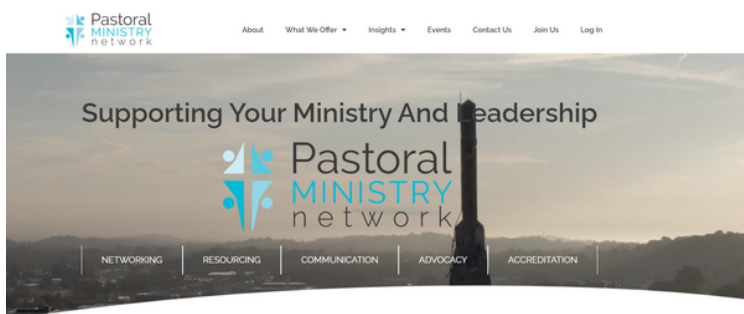 Pastoral
MINISTRY
network
About What We Offer Insights Events Contact Us Join Us Log In
Supporting Your Ministry And Leadership
Pastoral
MINISTRY
network
NETWORKING RESOURCING COMMUNICATION ADVOCACY ACCREDITATION